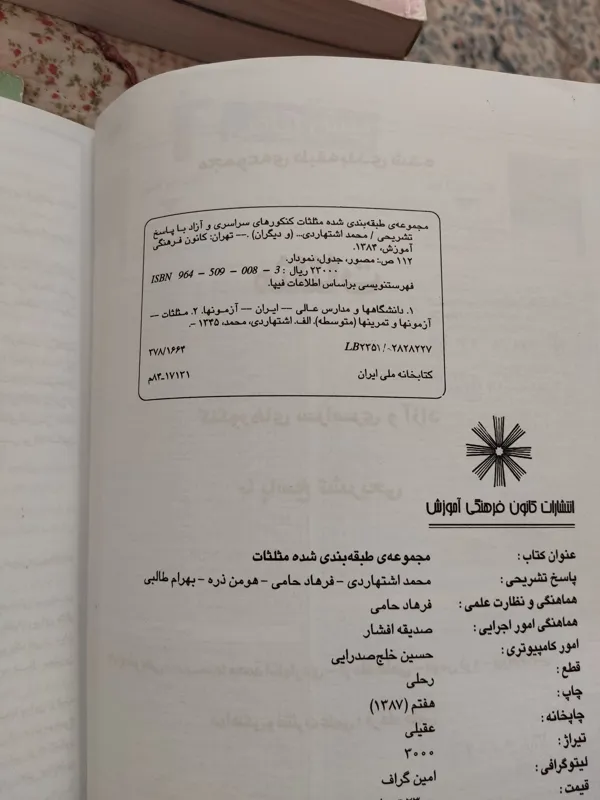 مجموعه‌ی طبقه‌بندی شده مثلثات کنکورهای سراسری و آزاد با پاسخ
تشریحی / محمد اشتهاردی... (و دیگران) .— تهران: کانون فرهنگی
آموزش، ۱۳۸۴.
۱۱۲ ص: مصور، جدول، نمودار.
ISBN 964 - 509 - 008 - 3 : ۲۳۰۰۰ ریال
فهرستنویسی براساس اطلاعات فیپا.
۱. دانشگاهها و مدارس عالی — ایران — آزمونها. ۲. مثلثات —
آزمونها و تمرینها (متوسطه). الف. اشتهاردی، محمد، ۱۳۴۵ -.
۳۷۸/۱۶۶۴ LB۲۳۵۱/۰۲۸۲۸۲۲۷
کتابخانه ملی ایران ۸۴-۱۷۱۳۱م
انتشارات کانون فرهنگی آموزش
عنوان کتاب: مجموعه‌ی طبقه‌بندی شده مثلثات
پاسخ تشریحی: محمد اشتهاردی - فرهاد حامی - هومن ذره - بهرام طالبی
هماهنگی و نظارت علمی: فرهاد حامی
هماهنگی امور اجرایی: صدیقه افشار
امور کامپیوتری: حسین خلج‌صدرایی
قطع: رحلی
چاپ: هفتم (۱۳۸۷)
چاپخانه: عقیلی
تیراژ: ۳۰۰۰
لیتوگرافی: امین گراف
قیمت: